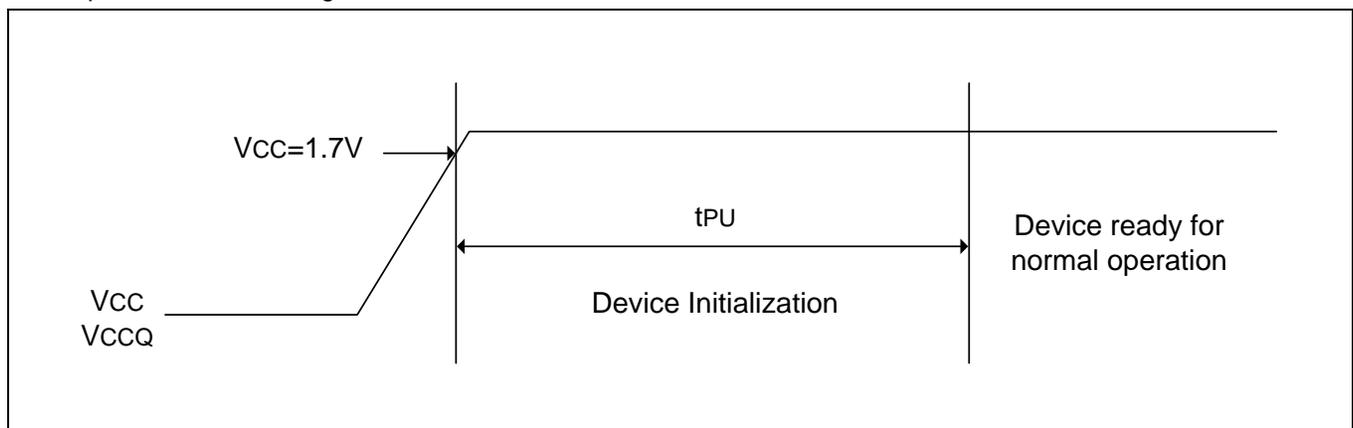 VCC=1.7V
tPU
Device ready for
normal operation
VCC
VCCQ
Device Initialization